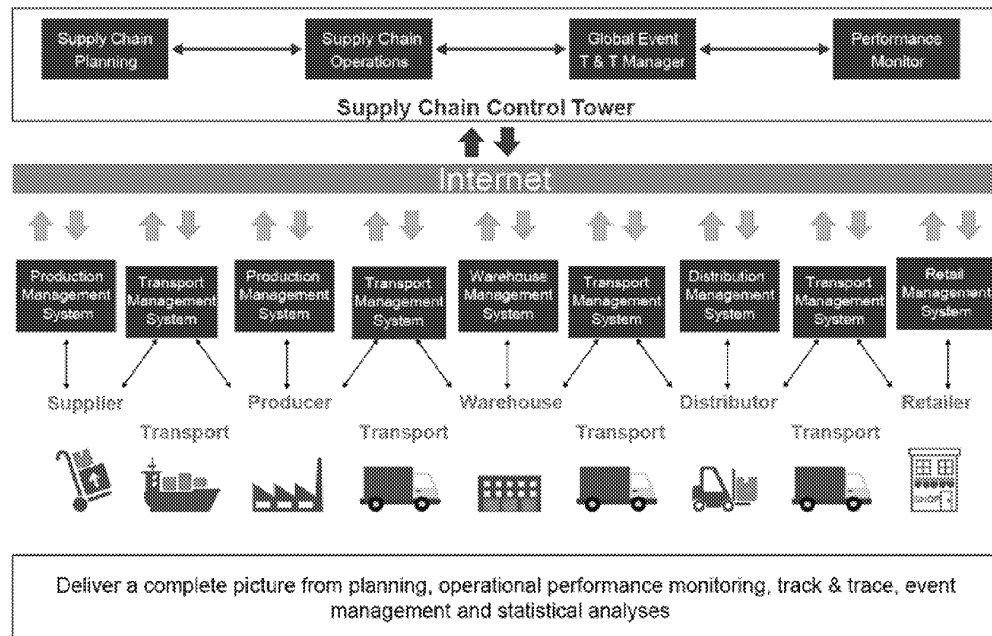 Supply Chain
Planning
Supply Chain
Operations
Global Event
T & T Manager
Performance
Monitor
Supply Chain Control Tower
Internet
Production
Management
System
Transport
Management
System
Production
Management
System
Transport
Management
System
Warehouse
Management
System
Transport
Management
System
Distribution
Management
System
Transport
Management
System
Retail
Management
System
Supplier
Producer
Warehouse
Distributor
Retailer
Transport
Transport
Transport
Transport
SHOP
Deliver a complete picture from planning, operational performance monitoring, track & trace, event
management and statistical analyses